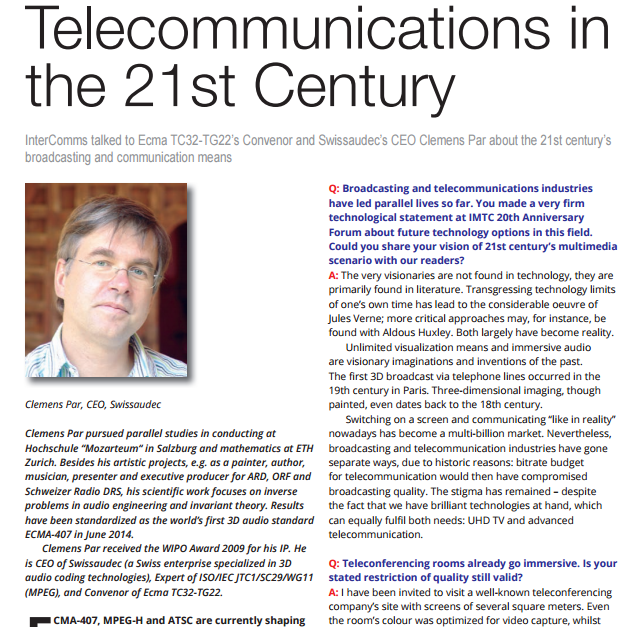 Telecommunications in
the 21st Century
InterComms talked to Ecma TC32-TG22's Convenor and Swissaudec's CEO Clemens Par about the 21st century's
broadcasting and communication means
Clemens Par, CEO, Swissaudec
Clemens Par pursued parallel studies in conducting at
Hochschule "Mozarteum" in Salzburg and mathematics at ETH
Zurich. Besides his artistic projects, e.g. as a painter, author,
musician, presenter and executive producer for ARD, ORF and
Schweizer Radio DRS, his scientific work focuses on inverse
problems in audio engineering and invariant theory. Results
have been standardized as the world's first 3D audio standard
ECMA-407 in June 2014.
Clemens Par received the WIPO Award 2009 for his IP. He
is CEO of Swissaudec (a Swiss enterprise specialized in 3D
audio coding technologies), Expert of ISO/IEC JTC1/SC29/WG11
(MPEG), and Convenor of Ecma TC32-TG22.
ECMA-407, MPEG-H and ATSC are currently shaping
Q: Broadcasting and telecommunications industries
have led parallel lives so far. You made a very firm
technological statement at IMTC 20th Anniversary
Forum about future technology options in this field.
Could you share your vision of 21st century's multimedia
scenario with our readers?
A: The very visionaries are not found in technology, they are
primarily found in literature. Transgressing technology limits
of one's own time has lead to the considerable oeuvre of
Jules Verne; more critical approaches may, for instance, be
found with Aldous Huxley. Both largely have become reality.
Unlimited visualization means and immersive audio
are visionary imaginations and inventions of the past.
The first 3D broadcast via telephone lines occurred in the
19th century in Paris. Three-dimensional imaging, though
painted, even dates back to the 18th century.
Switching on a screen and communicating "like in reality"
nowadays has become a multi-billion market. Nevertheless,
broadcasting and telecommunication industries have gone
separate ways, due to historic reasons: bitrate budget
for telecommunication would then have compromised
broadcasting quality. The stigma has remained – despite
the fact that we have brilliant technologies at hand, which
can equally fulfil both needs: UHD TV and advanced
telecommunication.
Q: Teleconferencing rooms already go immersive. Is your
stated restriction of quality still valid?
A: I have been invited to visit a well-known teleconferencing
company's site with screens of several square meters. Even
the room's colour was optimized for video capture, whilst